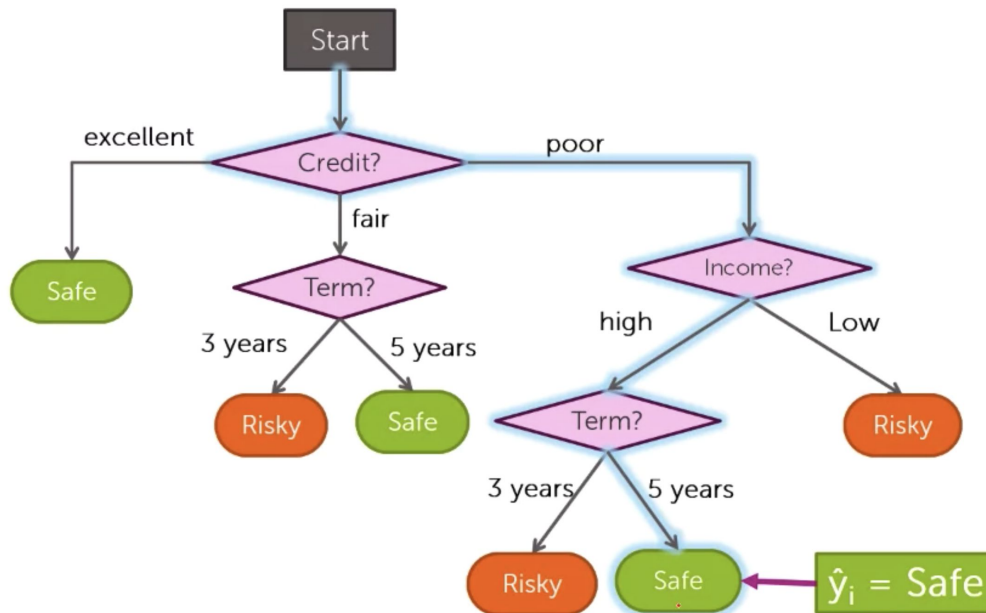 Start
excellent
Credit?
poor
fair
Safe
Term?
Income?
3 years
5 years
high
Low
Risky
Safe
Term?
Risky
3 years
5 years
Risky
Safe
ŷᵢ = Safe